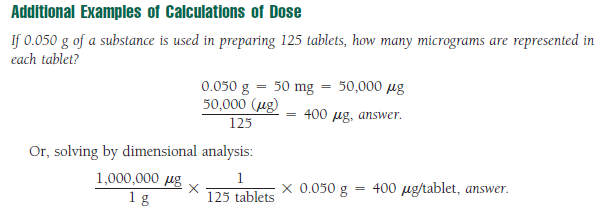 Additional Examples of Calculations of Dose
If 0.050 g of a substance is used in preparing 125 tablets, how many micrograms are represented in
each tablet?
0.050 g = 50 mg = 50,000 μg
50,000 (μg)
125
= 400 μg, answer.
Or, solving by dimensional analysis:
1,000,000 μg
1 g
×
1
125 tablets
× 0.050 g = 400 μg/tablet, answer.